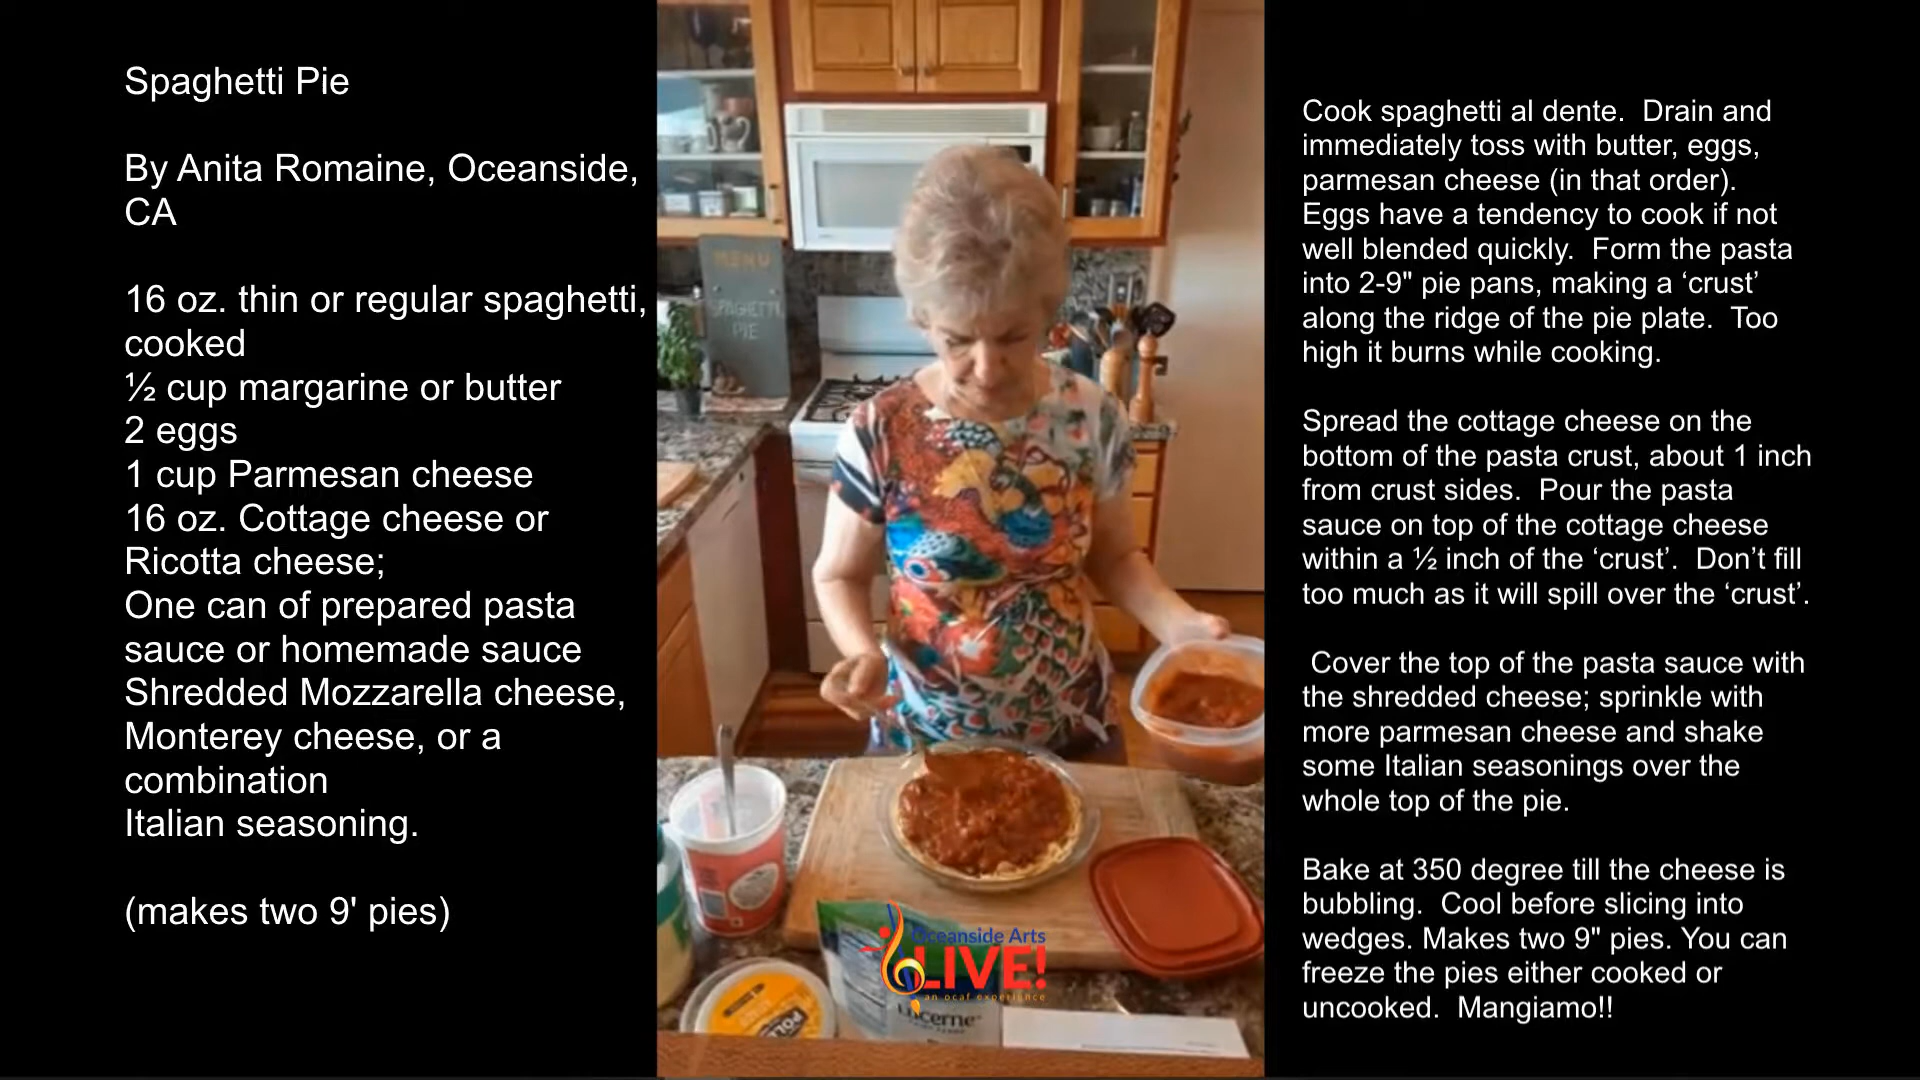 Spaghetti Pie
By Anita Romaine, Oceanside,
CA
16 oz. thin or regular spaghetti,
cooked
½ cup margarine or butter
2 eggs
1 cup Parmesan cheese
16 oz. Cottage cheese or
Ricotta cheese;
One can of prepared pasta
sauce or homemade sauce
Shredded Mozzarella cheese,
Monterey cheese, or a
combination
Italian seasoning.
(makes two 9' pies)
MENU
SPAGHETTI
PIE
Oceanside Arts
LIVE!
an ocaf experience
Lucerne
Cook spaghetti al dente.  Drain and
immediately toss with butter, eggs,
parmesan cheese (in that order).
Eggs have a tendency to cook if not
well blended quickly.  Form the pasta
into 2-9" pie pans, making a ‘crust’
along the ridge of the pie plate.  Too
high it burns while cooking.
Spread the cottage cheese on the
bottom of the pasta crust, about 1 inch
from crust sides.  Pour the pasta
sauce on top of the cottage cheese
within a ½ inch of the ‘crust’.  Don’t fill
too much as it will spill over the ‘crust’.
Cover the top of the pasta sauce with
the shredded cheese; sprinkle with
more parmesan cheese and shake
some Italian seasonings over the
whole top of the pie.
Bake at 350 degree till the cheese is
bubbling.  Cool before slicing into
wedges. Makes two 9" pies. You can
freeze the pies either cooked or
uncooked.  Mangiamo!!